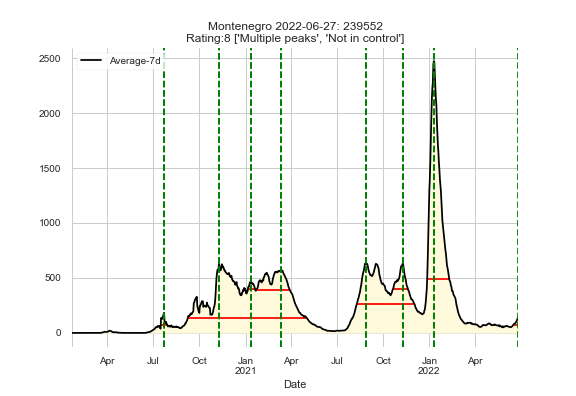 Montenegro 2022-06-27: 239552
Rating:8 ['Multiple peaks', 'Not in control']
Average-7d
2500
2000
1500
1000
500
0
Apr Jul Oct Jan Apr Jul Oct Jan Apr
2021 2022
Date